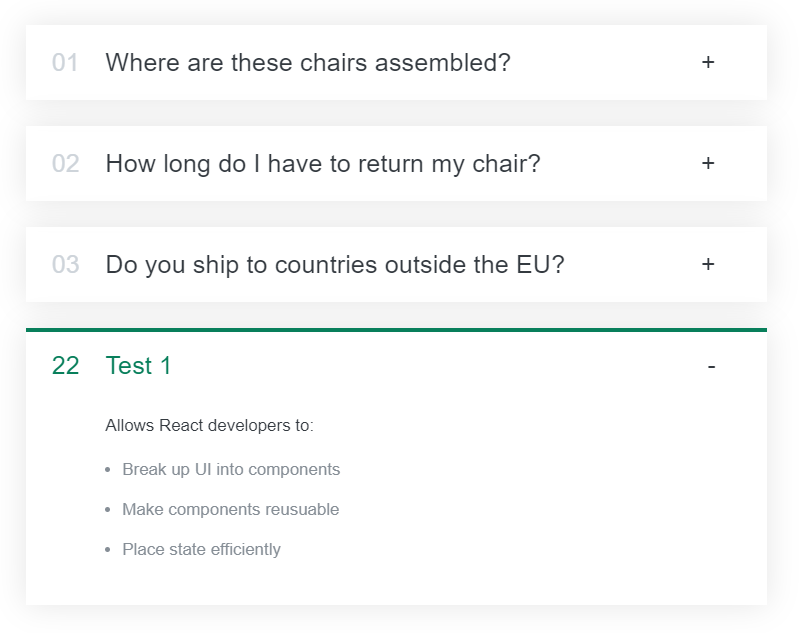 01 Where are these chairs assembled? +
02 How long do I have to return my chair? +
03 Do you ship to countries outside the EU? +
22 Test 1 -
Allows React developers to:
• Break up UI into components
• Make components reusuable
• Place state efficiently